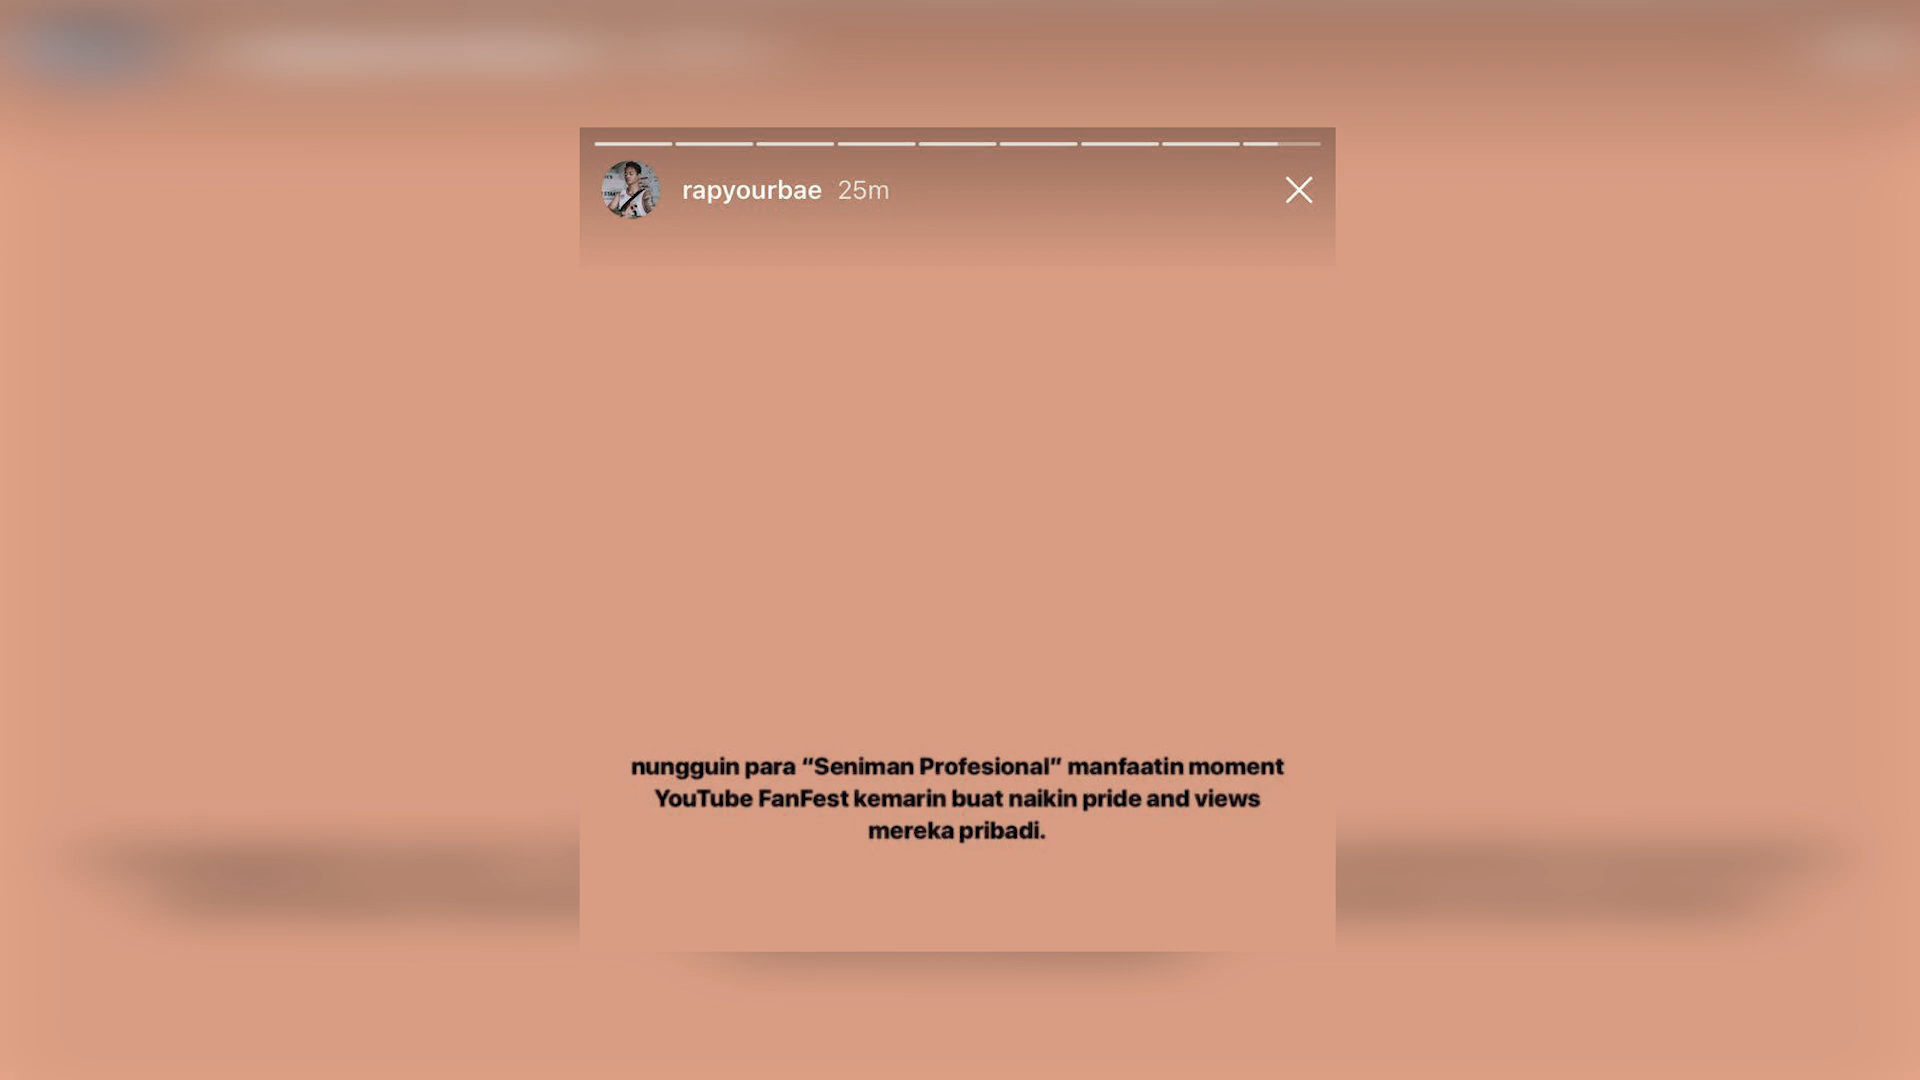 rapyourbae 25m
nungguin para “Seniman Profesional” manfaatin moment
YouTube FanFest kemarin buat naikin pride and views
mereka pribadi.